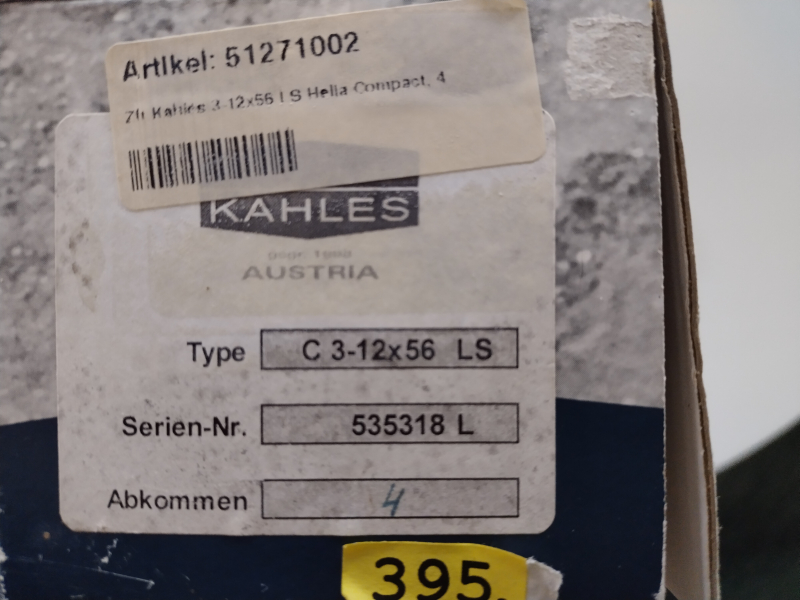 Artikel: 51271002
Zfr Kahles 3-12x56 LS Helia Compact, 4
KAHLES
AUSTRIA
Type C 3-12x56 LS
Serien-Nr. 535318 L
Abkommen 4
395.